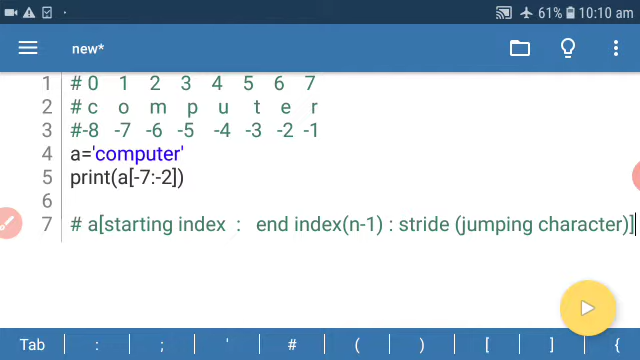 61% 10:10 am
new*
1 # 0 1 2 3 4 5 6 7
2 # c o m p u t e r
3 #-8 -7 -6 -5 -4 -3 -2 -1
4 a='computer'
5 print(a[-7:-2])
6
7 # a[starting index : end index(n-1) : stride (jumping character)]
Tab : ; ' # ( ) [ ] {